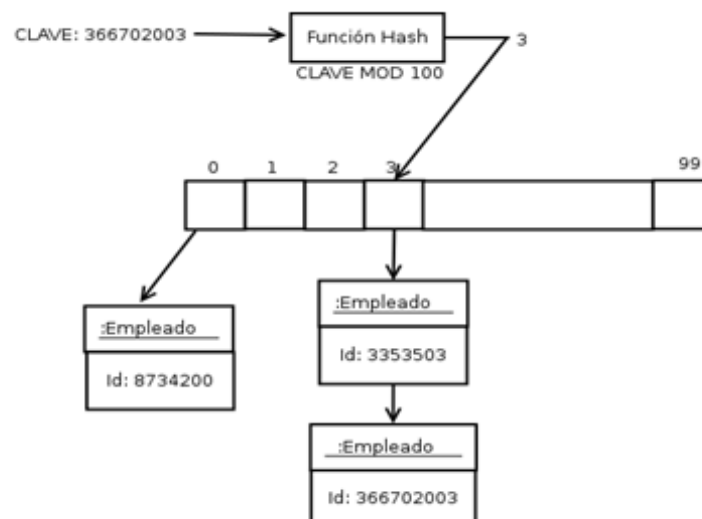 CLAVE: 366702003
Función Hash
3
CLAVE MOD 100
0 1 2 3 99
:Empleado
Id: 8734200
:Empleado
Id: 3353503
:Empleado
Id: 366702003